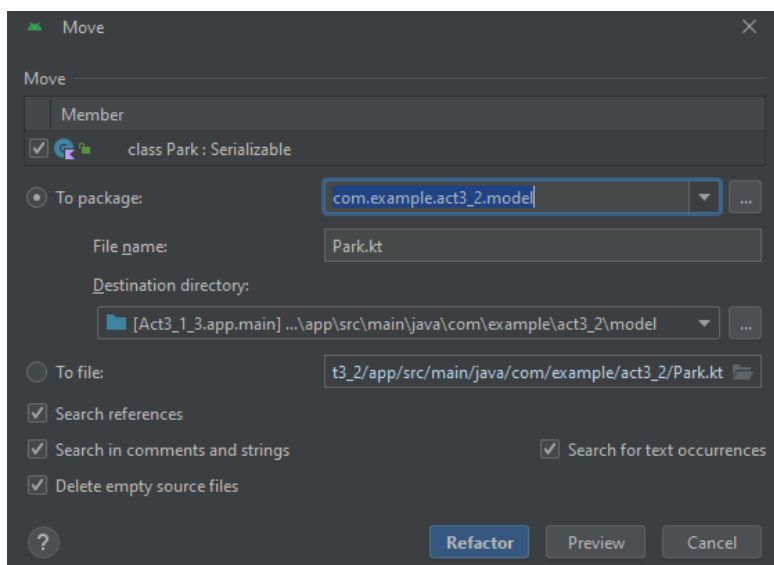 Move
Move
Member
class Park : Serializable
To package:
com.example.act3_2.model
...
File name:
Park.kt
Destination directory:
[Act3_1_3.app.main] ...\app\src\main\java\com\example\act3_2\model
...
To file:
t3_2/app/src/main/java/com/example/act3_2/Park.kt
Search references
Search in comments and strings
Search for text occurrences
Delete empty source files
?
Refactor
Preview
Cancel